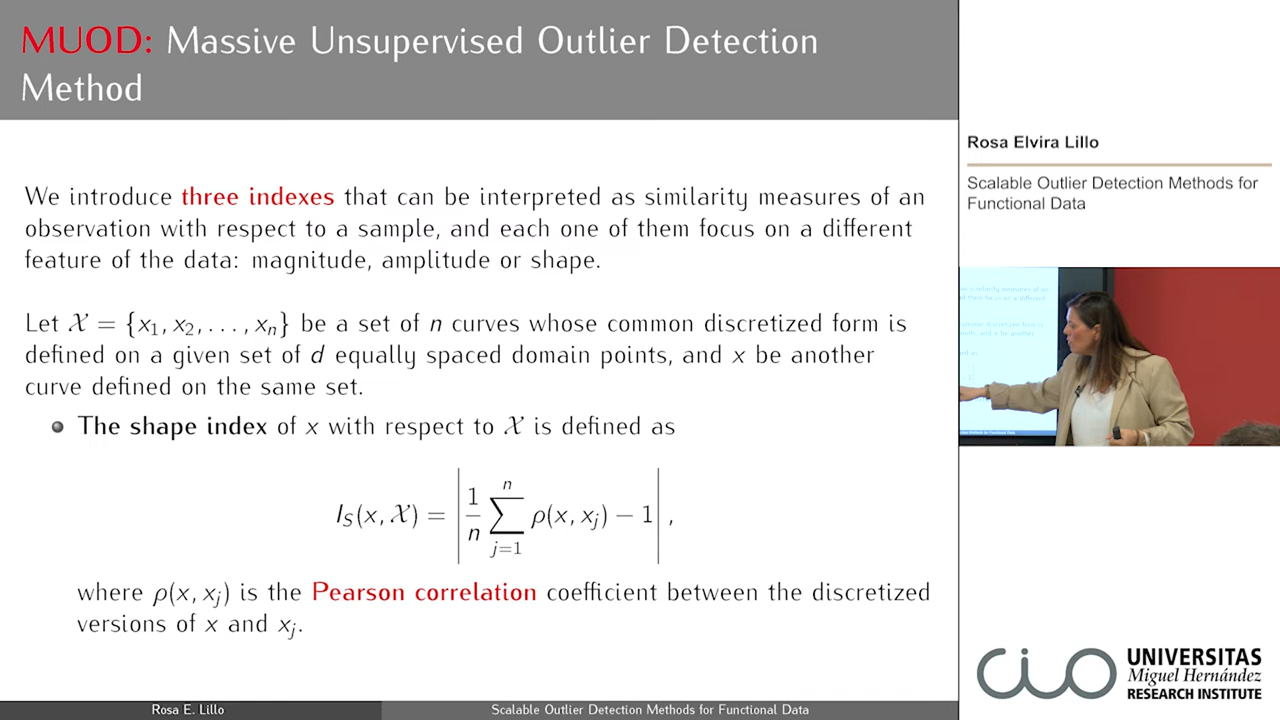 MUOD: Massive Unsupervised Outlier Detection
Method
We introduce three indexes that can be interpreted as similarity measures of an
observation with respect to a sample, and each one of them focus on a different
feature of the data: magnitude, amplitude or shape.
Let 𝒳 = {x₁, x₂, . . . , xₙ} be a set of n curves whose common discretized form is
defined on a given set of d equally spaced domain points, and x be another
curve defined on the same set.
The shape index of x with respect to 𝒳 is defined as
I_S(x, 𝒳) = | 1/n ∑_{j=1}^{n} ρ(x, x_j) − 1 | ,
where ρ(x, x_j) is the Pearson correlation coefficient between the discretized
versions of x and x_j.
Rosa E. Lillo
Scalable Outlier Detection Methods for Functional Data
Rosa Elvira Lillo
Scalable Outlier Detection Methods for
Functional Data
cio
UNIVERSITAS
Miguel Hernández
RESEARCH INSTITUTE